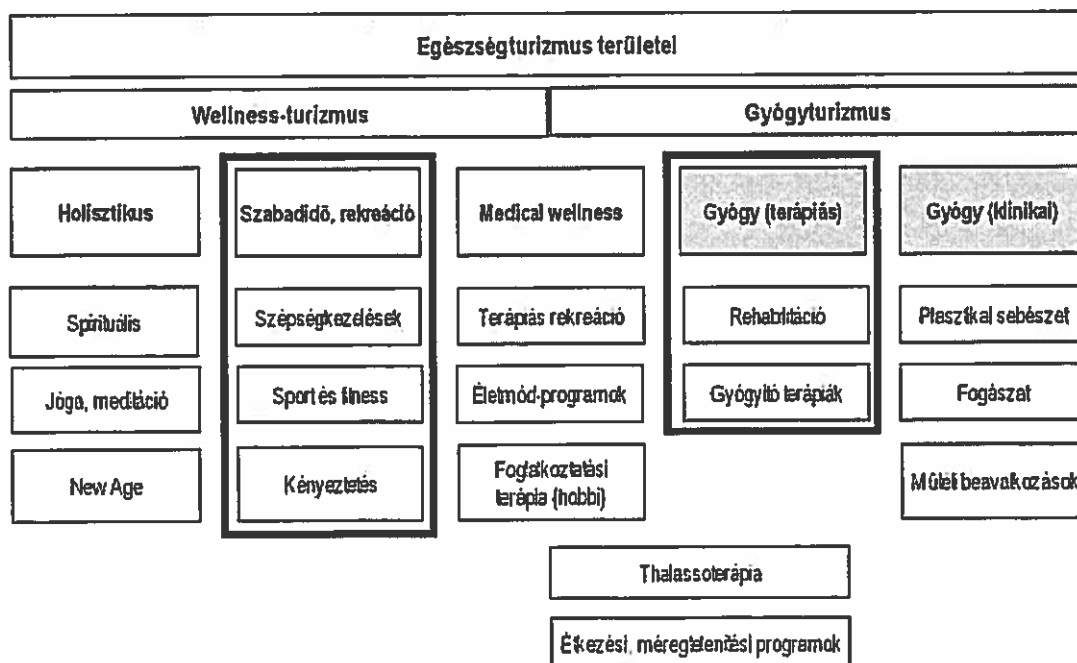 Egészségturizmus területei
Wellness-turizmus
Gyógyturizmus
Holisztikus
Szabadidő, rekreáció
Medical wellness
Gyógy (terápiás)
Gyógy (klinikai)
Spirituális
Szépségkezelések
Terápiás rekreáció
Rehabilitáció
Plasztikai sebészet
Jóga, meditáció
Sport és fitness
Életmód-programok
Gyógyító terápiák
Fogászat
New Age
Kényeztetés
Foglalkoztatási
terápia (hobbi)
Műtéti beavatkozások
Thalassoterápia
Étkezési, méregtelenítési programok